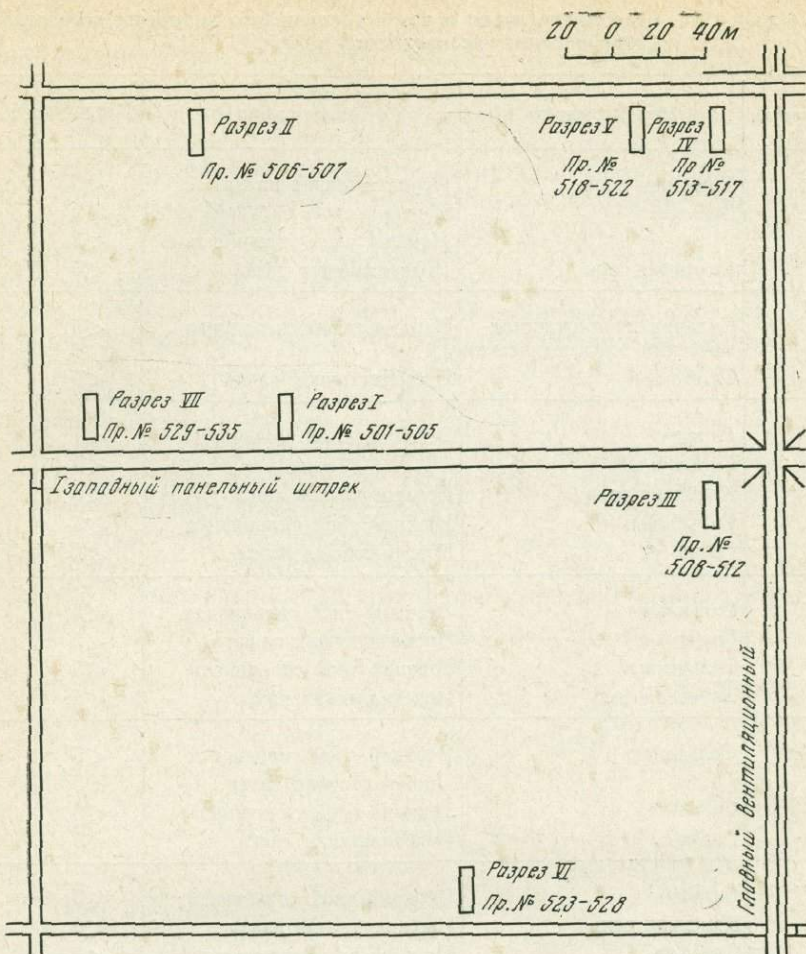 20 0 20 40м
Разрез II
Пр. № 506-507
Разрез V
Пр. №
518-522
Разрез
IV
Пр №
513-517
Разрез VII
Пр. № 529-535
Разрез I
Пр. № 501-505
I западный панельный штрек
Разрез III
Пр. №
508-512
Главный вентиляционный
Разрез VI
Пр. № 523-528